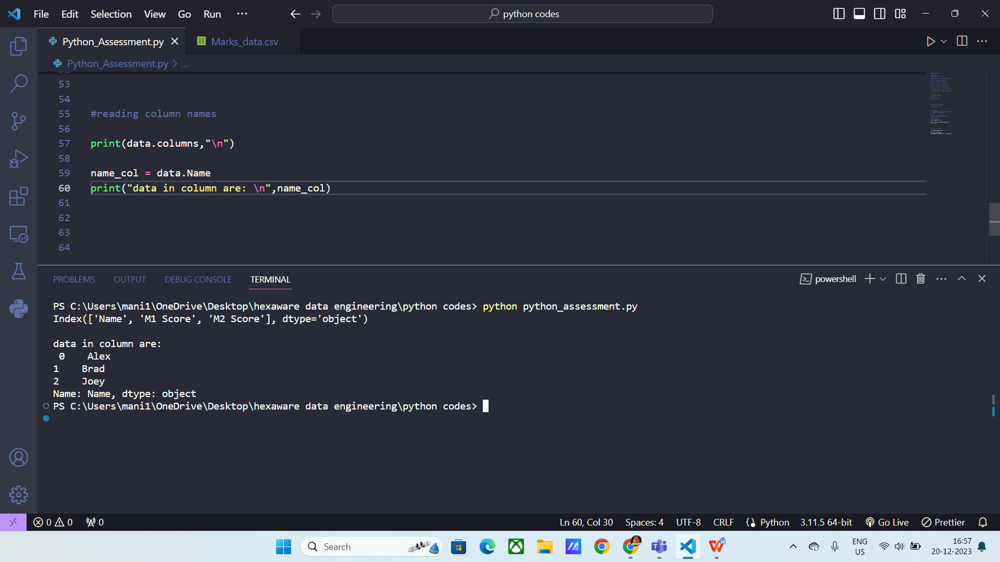 File Edit Selection View Go Run ···
python codes
Python_Assessment.py
Marks_data.csv
Python_Assessment.py > ...
53
54
55 #reading column names
56
57 print(data.columns,"\n")
58
59 name_col = data.Name
60 print("data in column are: \n",name_col)
61
62
63
64
PROBLEMS OUTPUT DEBUG CONSOLE TERMINAL
powershell
PS C:\Users\mani1\OneDrive\Desktop\hexaware data engineering\python codes> python python_assessment.py
Index(['Name', 'M1 Score', 'M2 Score'], dtype='object')
data in column are:
0    Alex
1    Brad
2    Joey
Name: Name, dtype: object
PS C:\Users\mani1\OneDrive\Desktop\hexaware data engineering\python codes>
0 0 0
Ln 60, Col 30 Spaces: 4 UTF-8 CRLF Python 3.11.5 64-bit Go Live Prettier
Search
ENG
US
16:57
20-12-2023